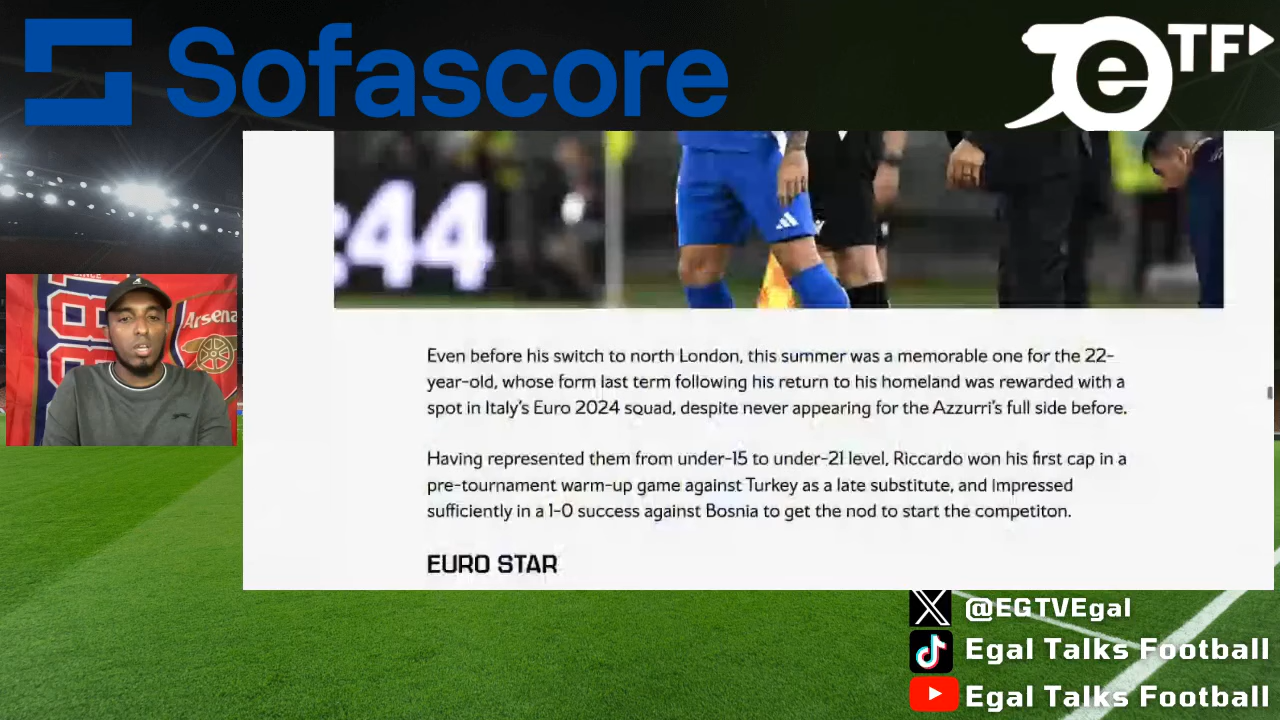 Sofascore
e TF
:44
Arsena
Even before his switch to north London, this summer was a memorable one for the 22-
year-old, whose form last term following his return to his homeland was rewarded with a
spot in Italy's Euro 2024 squad, despite never appearing for the Azzurri's full side before.
Having represented them from under-15 to under-21 level, Riccardo won his first cap in a
pre-tournament warm-up game against Turkey as a late substitute, and impressed
sufficiently in a 1-0 success against Bosnia to get the nod to start the competiton.
EURO STAR
@EGTVEgal
Egal Talks Football
Egal Talks Football